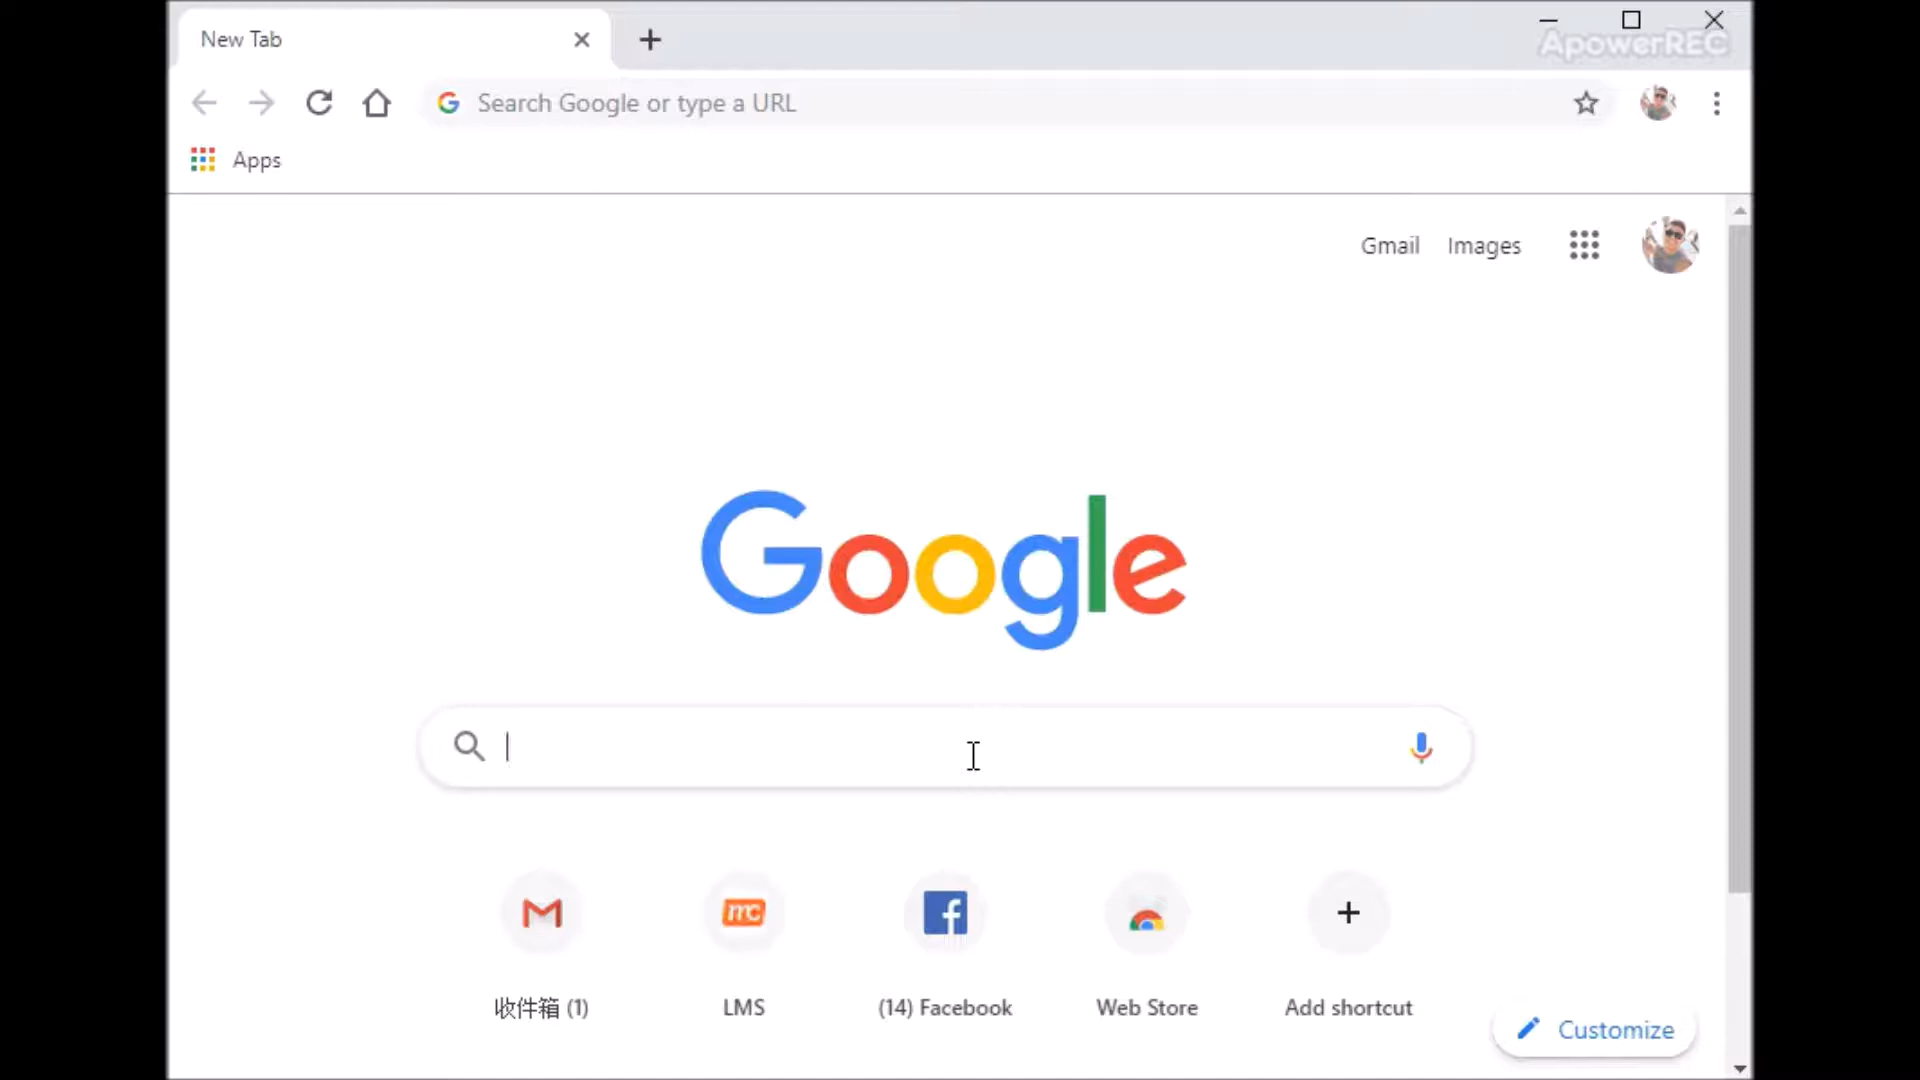 New Tab
ApowerREC
Search Google or type a URL
Apps
Gmail Images
Google
mc
收件箱 (1)
LMS
(14) Facebook
Web Store
Add shortcut
Customize